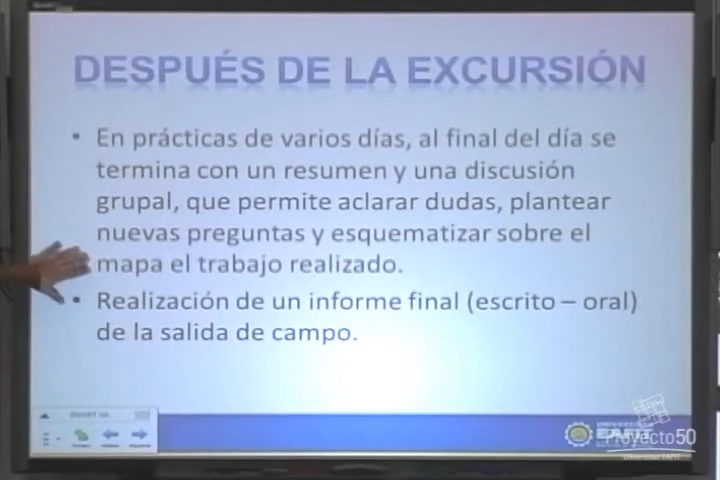 DESPUÉS DE LA EXCURSIÓN
• En prácticas de varios días, al final del día se
termina con un resumen y una discusión
grupal, que permite aclarar dudas, plantear
nuevas preguntas y esquematizar sobre el
mapa el trabajo realizado.
• Realización de un informe final (escrito – oral)
de la salida de campo.
Proyecto50
Universidad EAFIT